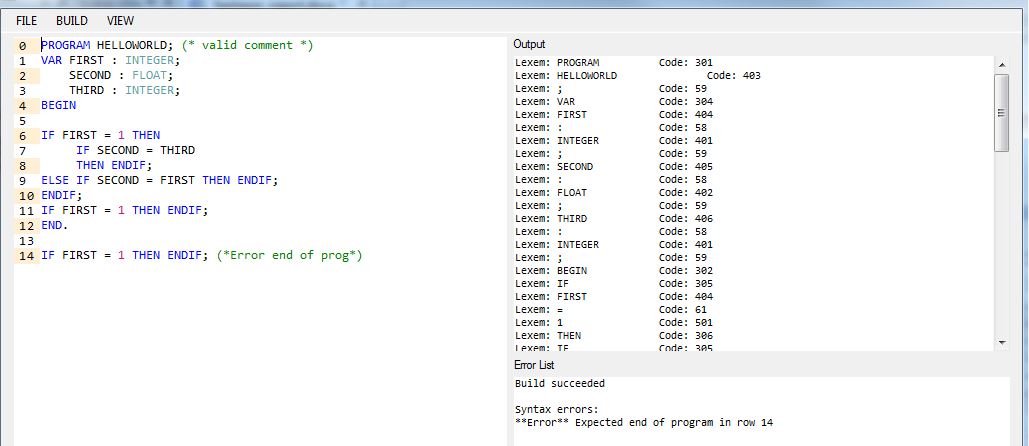 FILE BUILD VIEW
0 PROGRAM HELLOWORLD; (* valid comment *)
1 VAR FIRST : INTEGER;
2 SECOND : FLOAT;
3 THIRD : INTEGER;
4 BEGIN
5
6 IF FIRST = 1 THEN
7 IF SECOND = THIRD
8 THEN ENDIF;
9 ELSE IF SECOND = FIRST THEN ENDIF;
10 ENDIF;
11 IF FIRST = 1 THEN ENDIF;
12 END.
13
14 IF FIRST = 1 THEN ENDIF; (*Error end of prog*)
Output
Lexem: PROGRAM Code: 301
Lexem: HELLOWORLD Code: 403
Lexem: ; Code: 59
Lexem: VAR Code: 304
Lexem: FIRST Code: 404
Lexem: : Code: 58
Lexem: INTEGER Code: 401
Lexem: ; Code: 59
Lexem: SECOND Code: 405
Lexem: : Code: 58
Lexem: FLOAT Code: 402
Lexem: ; Code: 59
Lexem: THIRD Code: 406
Lexem: : Code: 58
Lexem: INTEGER Code: 401
Lexem: ; Code: 59
Lexem: BEGIN Code: 302
Lexem: IF Code: 305
Lexem: FIRST Code: 404
Lexem: = Code: 61
Lexem: 1 Code: 501
Lexem: THEN Code: 306
Lexem: IF Code: 305
Error List
Build succeeded
Syntax errors:
**Error** Expected end of program in row 14